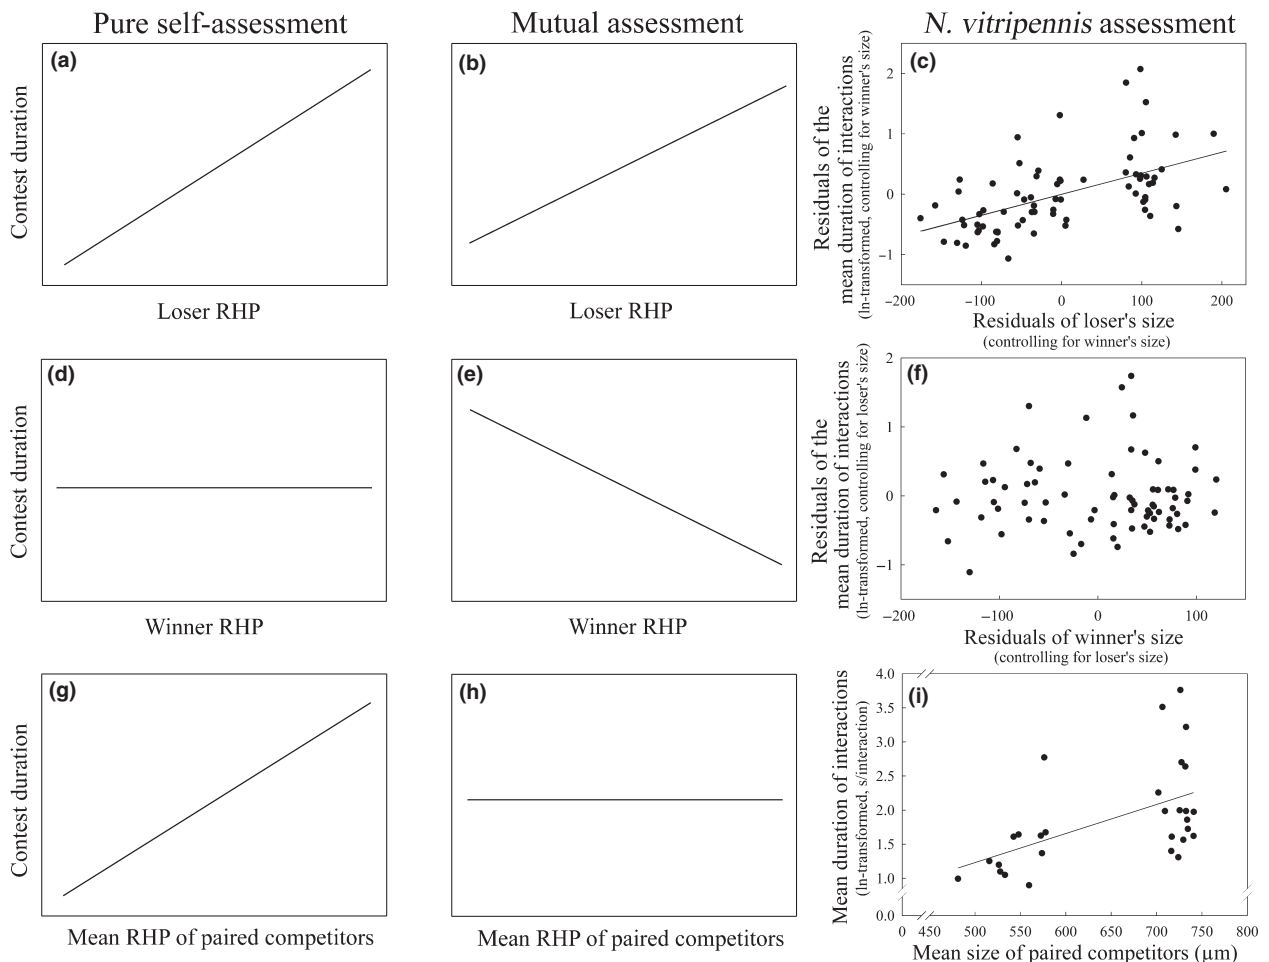 Pure self-assessment
Mutual assessment
N. vitripennis assessment
(a)
Contest duration
Loser RHP
(b)
Loser RHP
(c)
Residuals of the
mean duration of interactions
(ln-transformed, controlling for winner's size)
2
1
0
−1
−200
−100
0
100
200
Residuals of loser's size
(controlling for winner's size)
(d)
Contest duration
Winner RHP
(e)
Winner RHP
(f)
Residuals of the
mean duration of interactions
(ln-transformed, controlling for loser's size)
2
1
0
−1
−200
−100
0
100
Residuals of winner's size
(controlling for loser's size)
(g)
Contest duration
Mean RHP of paired competitors
(h)
Mean RHP of paired competitors
(i)
Mean duration of interactions
(ln-transformed, s/interaction)
4.0
3.5
3.0
2.5
2.0
1.5
1.0
0.0
0
450
500
550
600
650
700
750
800
Mean size of paired competitors (µm)